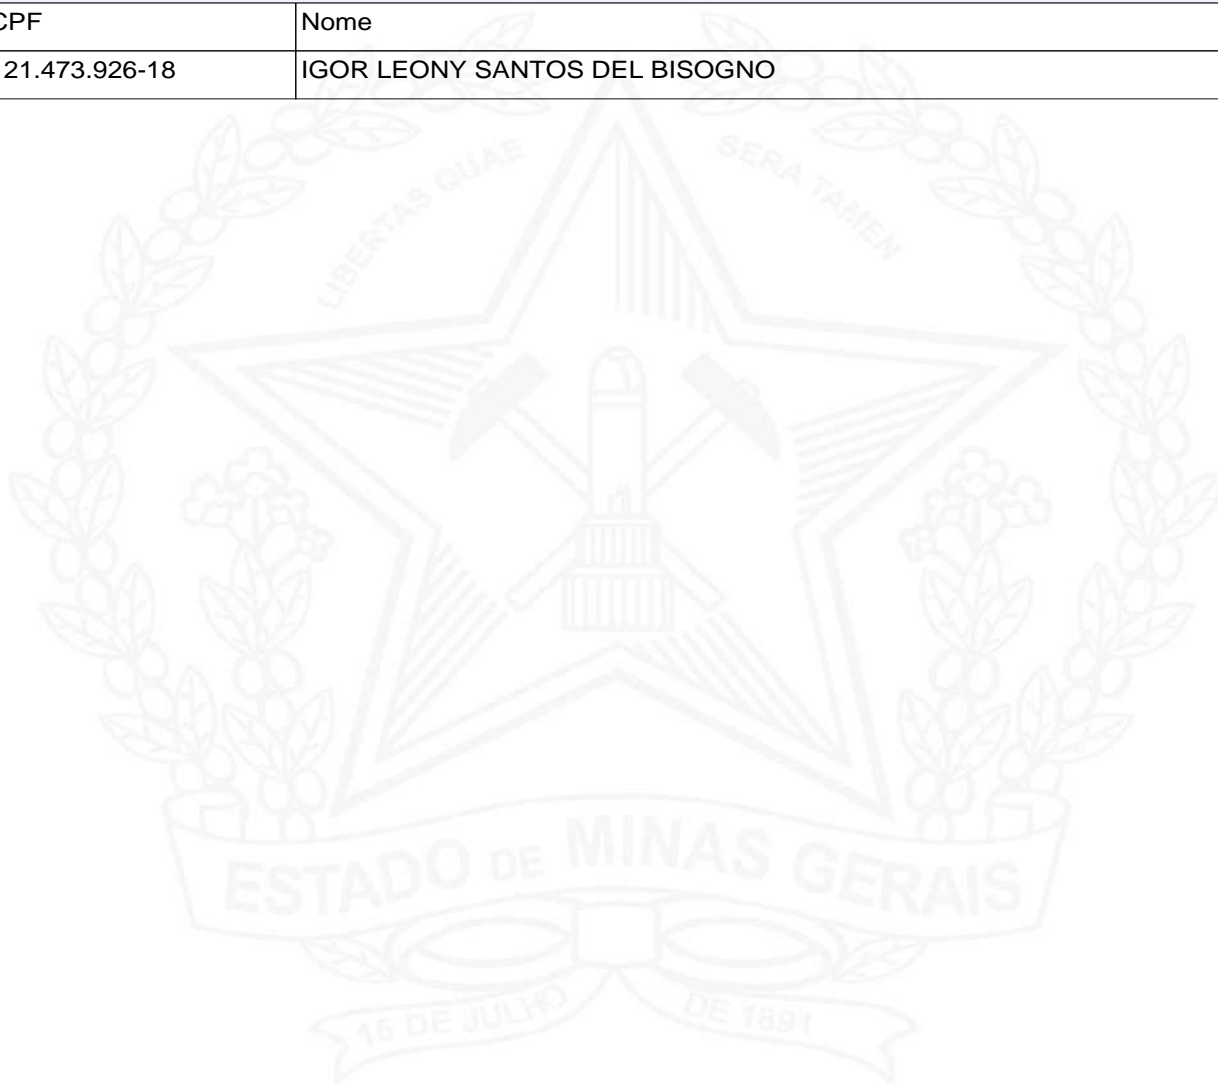 CPF Nome
21.473.926-18 IGOR LEONY SANTOS DEL BISOGNO
LIBERTAS QUAE SERA TAMEN
ESTADO DE MINAS GERAIS
15 DE JULHO DE 1891